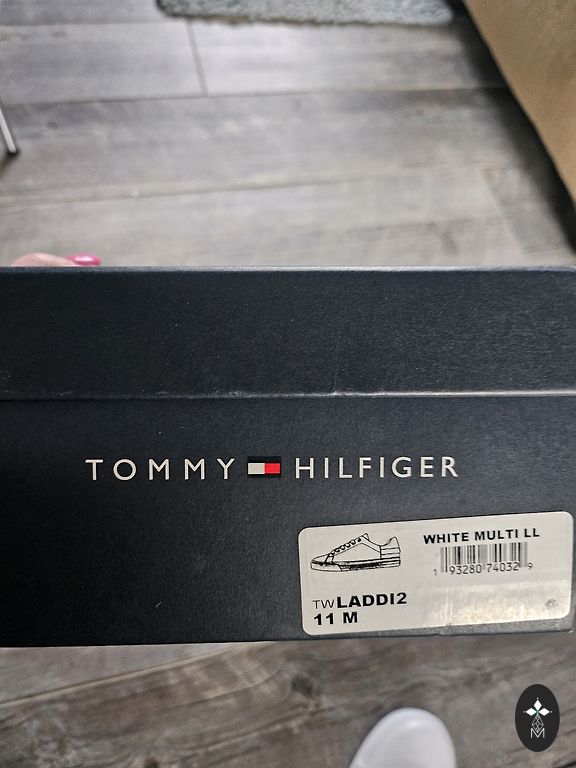 TOMMY HILFIGER
WHITE MULTI LL
1 93280 74032 9
TWLADDI2
11 M
M